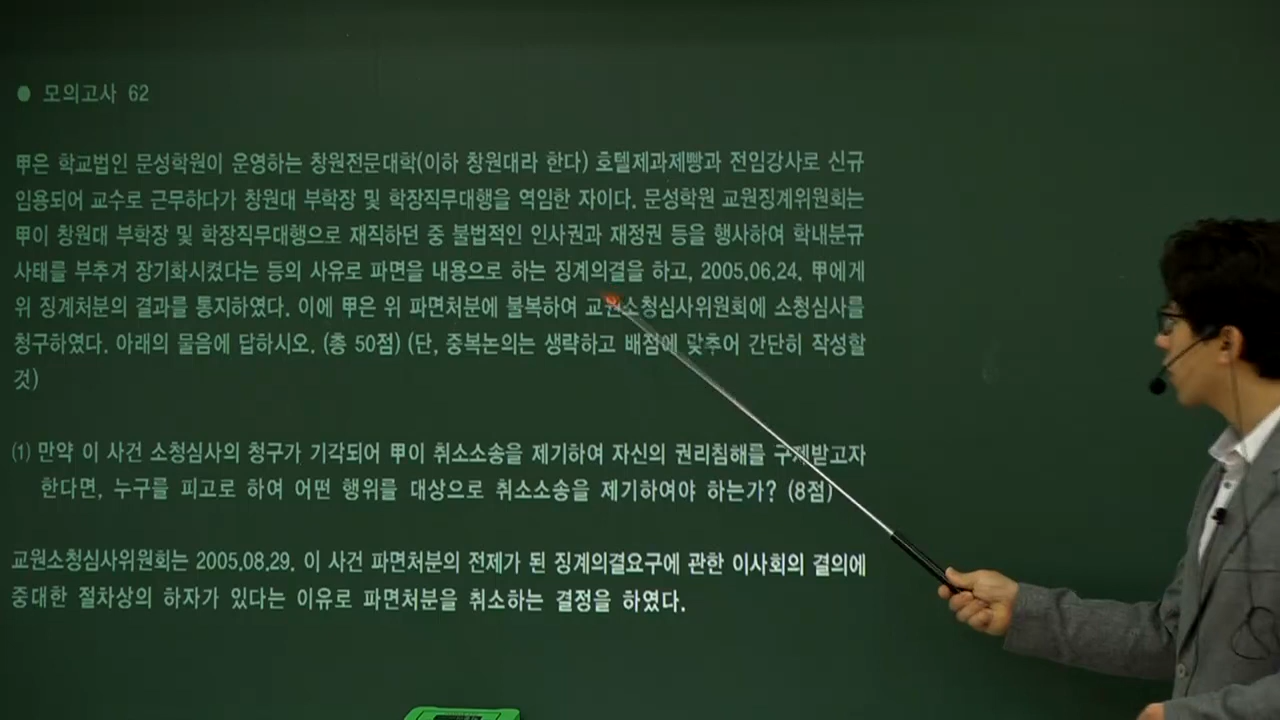 ● 모의고사 62
甲은 학교법인 문성학원이 운영하는 창원전문대학(이하 창원대라 한다) 호텔제과제빵과 전임강사로 신규
임용되어 교수로 근무하다가 창원대 부학장 및 학장직무대행을 역임한 자이다. 문성학원 교원징계위원회는
甲이 창원대 부학장 및 학장직무대행으로 재직하던 중 불법적인 인사권과 재정권 등을 행사하여 학내분규
사태를 부추겨 장기화시켰다는 등의 사유로 파면을 내용으로 하는 징계의결을 하고, 2005.06.24. 甲에게
위 징계처분의 결과를 통지하였다. 이에 甲은 위 파면처분에 불복하여 교원소청심사위원회에 소청심사를
청구하였다. 아래의 물음에 답하시오. (총 50점) (단, 중복논의는 생략하고 배점에 맞추어 간단히 작성할
것)
(1) 만약 이 사건 소청심사의 청구가 기각되어 甲이 취소소송을 제기하여 자신의 권리침해를 구제받고자
한다면, 누구를 피고로 하여 어떤 행위를 대상으로 취소소송을 제기하여야 하는가? (8점)
교원소청심사위원회는 2005.08.29. 이 사건 파면처분의 전제가 된 징계의결요구에 관한 이사회의 결의에
중대한 절차상의 하자가 있다는 이유로 파면처분을 취소하는 결정을 하였다.